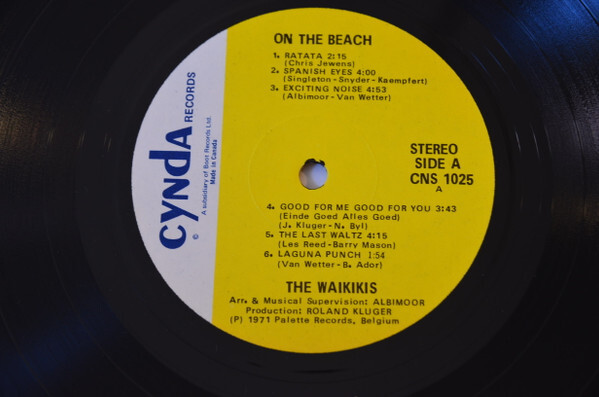 ON THE BEACH
1. RATATA 2:15
(Chris Jewens)
2. SPANISH EYES 4:00
(Singleton - Snyder - Kaempfert)
3. EXCITING NOISE 4:53
(Albimoor - Van Wetter)
CYNDA RECORDS
A subsidiary of Boot Records Ltd.
Made in Canada
©
STEREO
SIDE A
CNS 1025
A
4. GOOD FOR ME GOOD FOR YOU 3:43
(Einde Goed Alles Goed)
(J. Kluger - N. Byl)
5. THE LAST WALTZ 4:15
(Les Reed - Barry Mason)
6. LAGUNA PUNCH 1:54
(Van Wetter - B. Ador)
THE WAIKIKIS
Arr. & Musical Supervision: ALBIMOOR
Production: ROLAND KLUGER
(P) 1971 Palette Records, Belgium